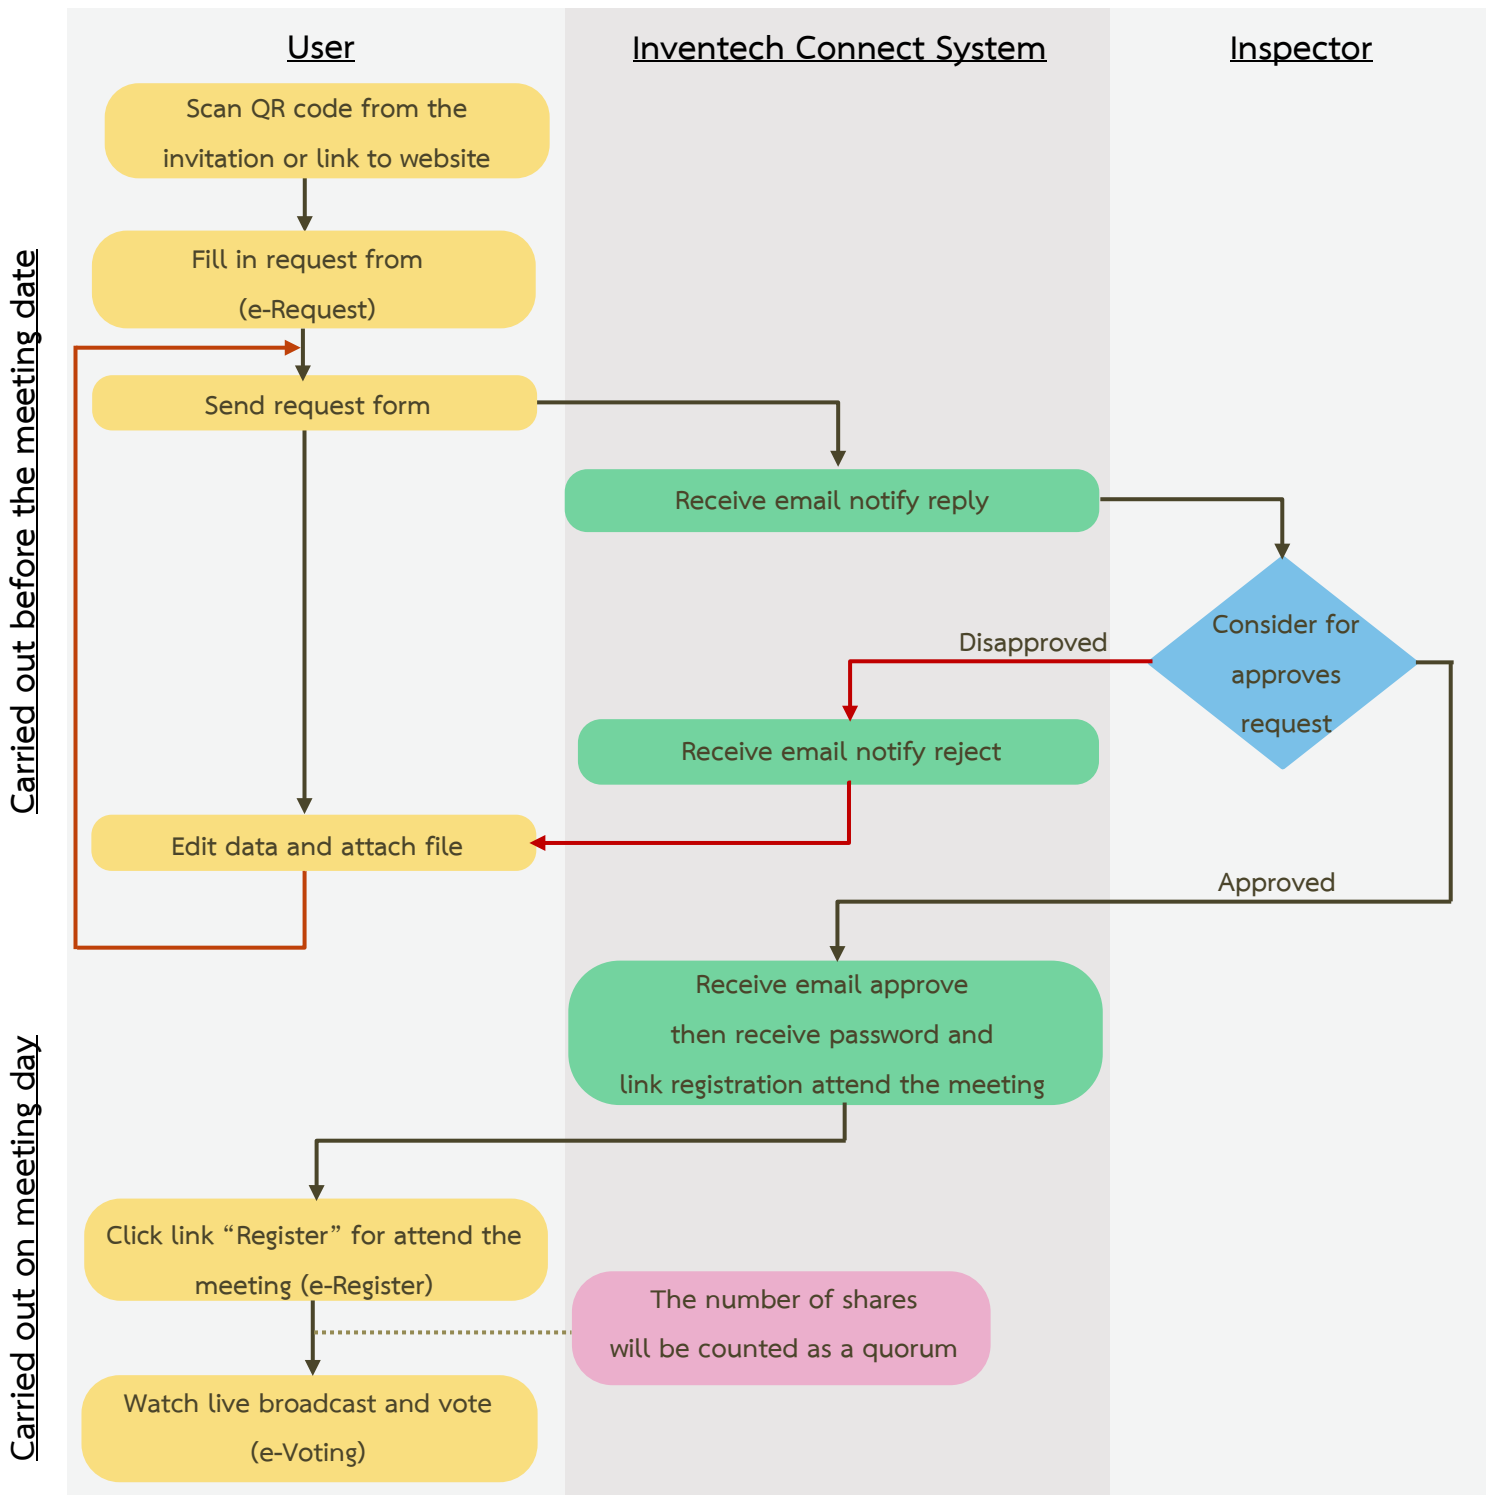 User
Inventech Connect System
Inspector
Carried out before the meeting date
Scan QR code from the
invitation or link to website
Fill in request from
(e-Request)
Send request form
Receive email notify reply
Consider for
approves
request
Disapproved
Receive email notify reject
Edit data and attach file
Approved
Receive email approve
then receive password and
link registration attend the meeting
Carried out on meeting day
Click link “Register” for attend the
meeting (e-Register)
The number of shares
will be counted as a quorum
Watch live broadcast and vote
(e-Voting)